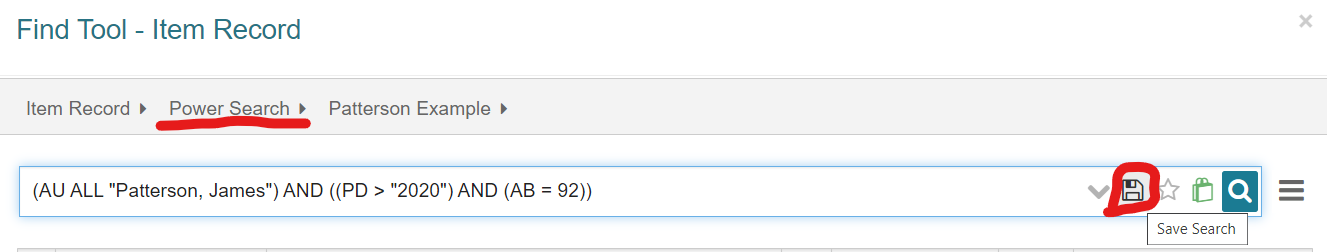 Find Tool - Item Record
Item Record Power Search Patterson Example
(AU ALL "Patterson, James") AND ((PD > "2020") AND (AB = 92))
Save Search